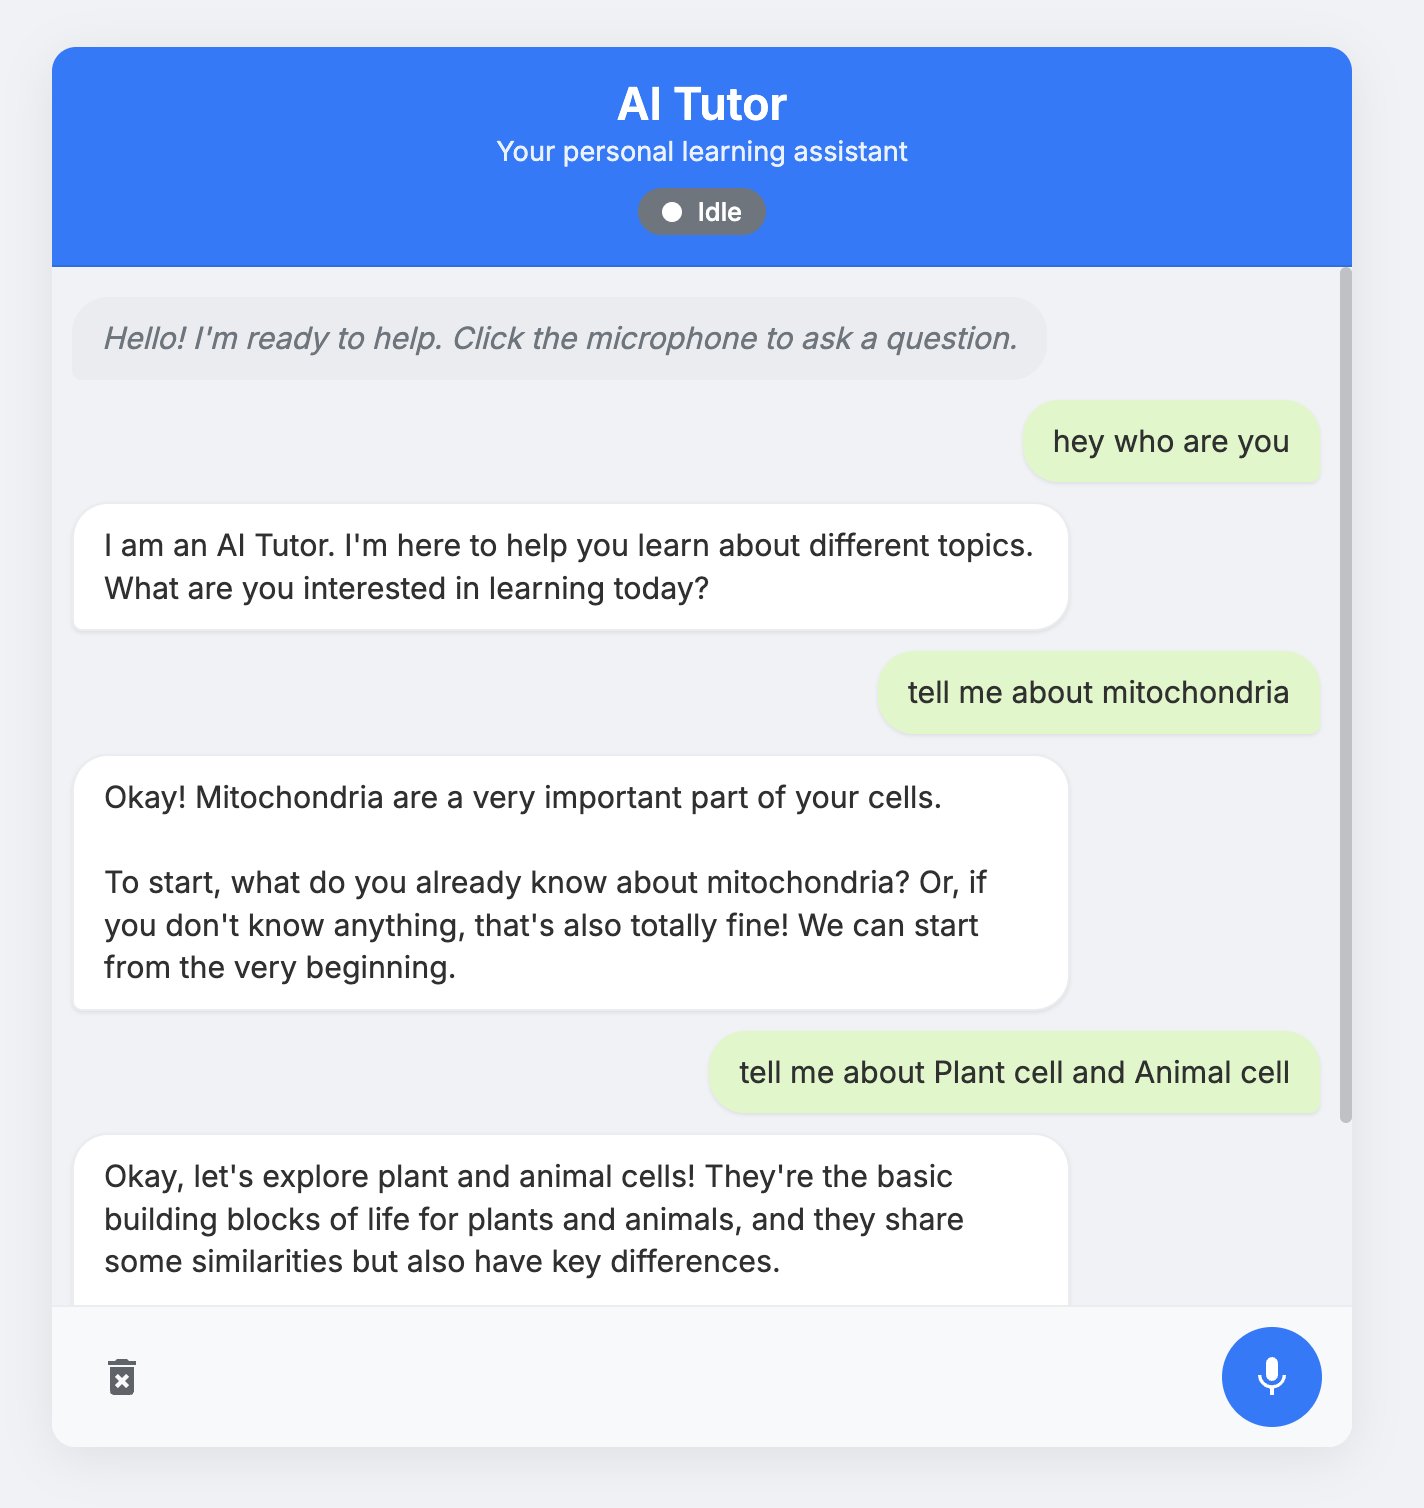 AI Tutor
Your personal learning assistant
Idle
Hello! I'm ready to help. Click the microphone to ask a question.
hey who are you
I am an AI Tutor. I'm here to help you learn about different topics.
What are you interested in learning today?
tell me about mitochondria
Okay! Mitochondria are a very important part of your cells.
To start, what do you already know about mitochondria? Or, if
you don't know anything, that's also totally fine! We can start
from the very beginning.
tell me about Plant cell and Animal cell
Okay, let's explore plant and animal cells! They're the basic
building blocks of life for plants and animals, and they share
some similarities but also have key differences.